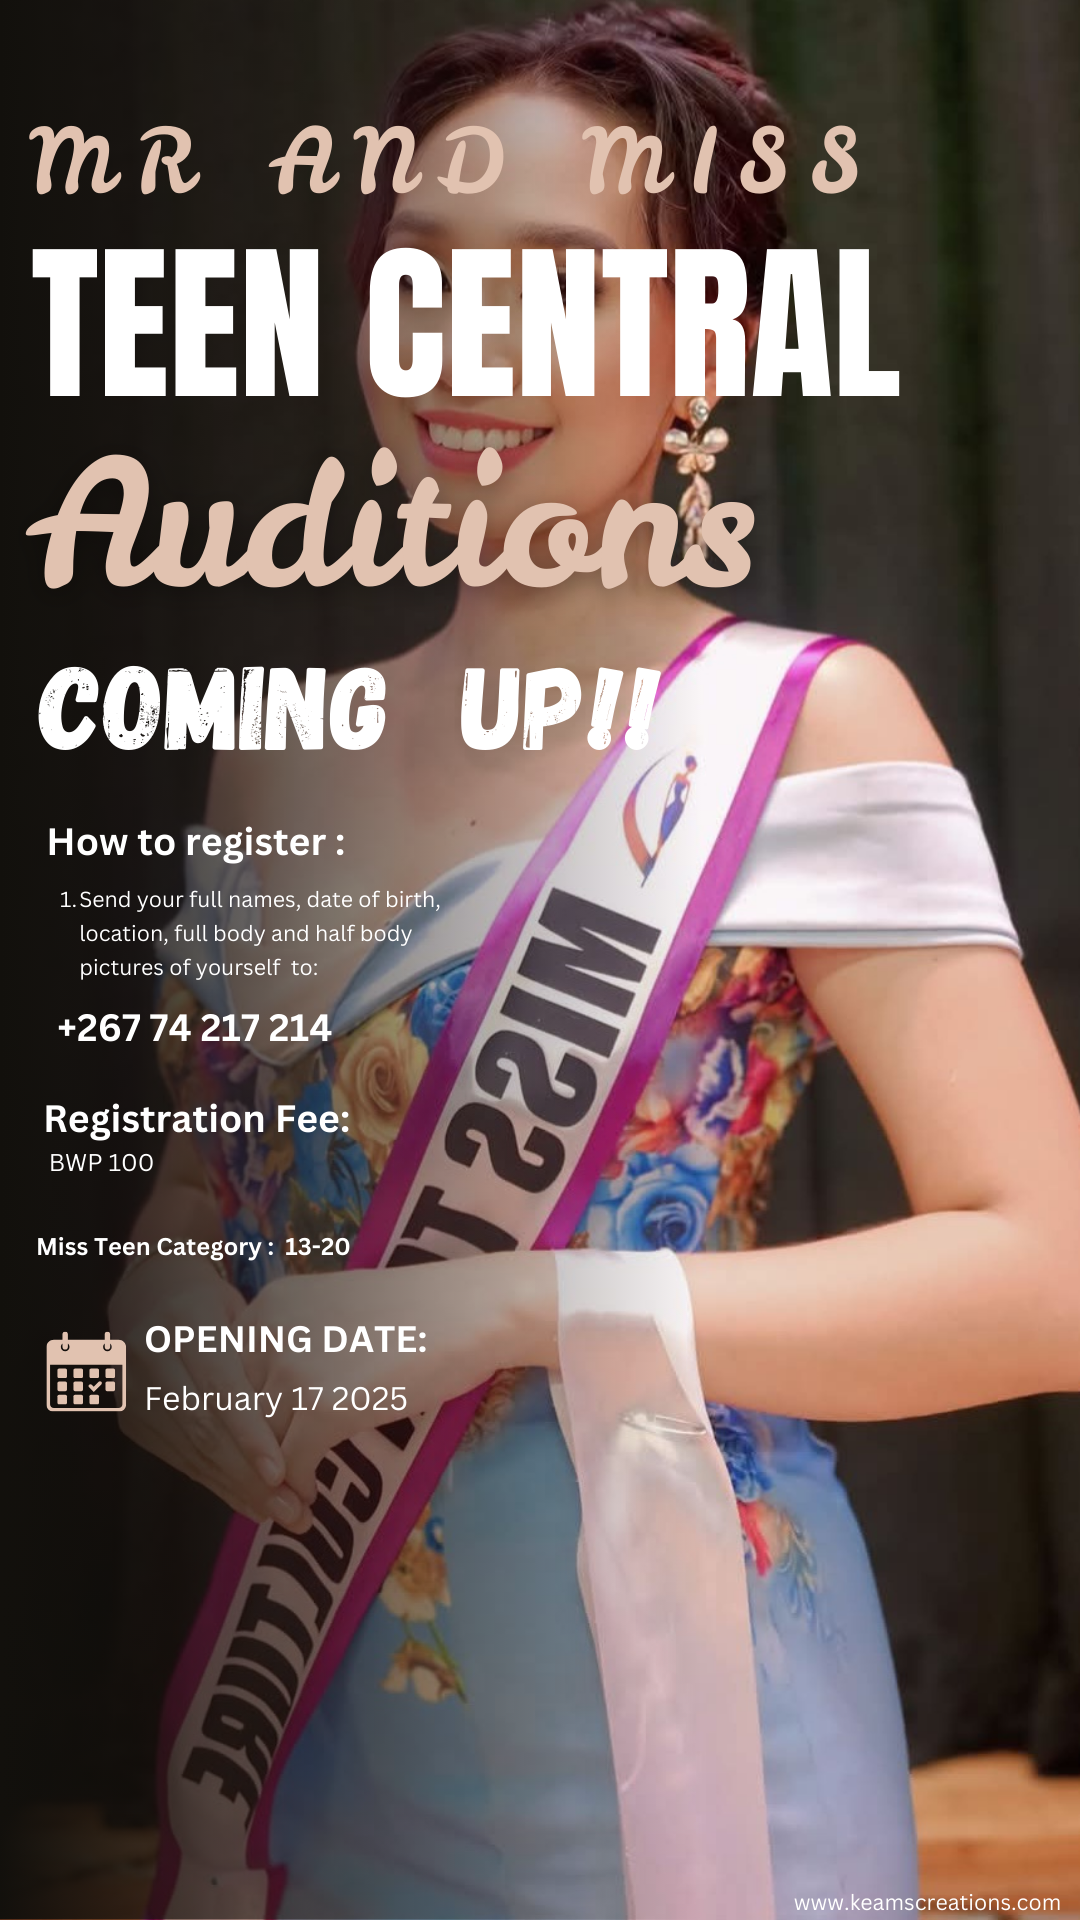 MR AND MISS
TEEN CENTRAL
Auditions
COMING UP!!
How to register :
1. Send your full names, date of birth,
location, full body and half body
pictures of yourself to:
+267 74 217 214
Registration Fee:
BWP 100
Miss Teen Category : 13-20
OPENING DATE:
February 17 2025
MISS
www.keamscreations.com